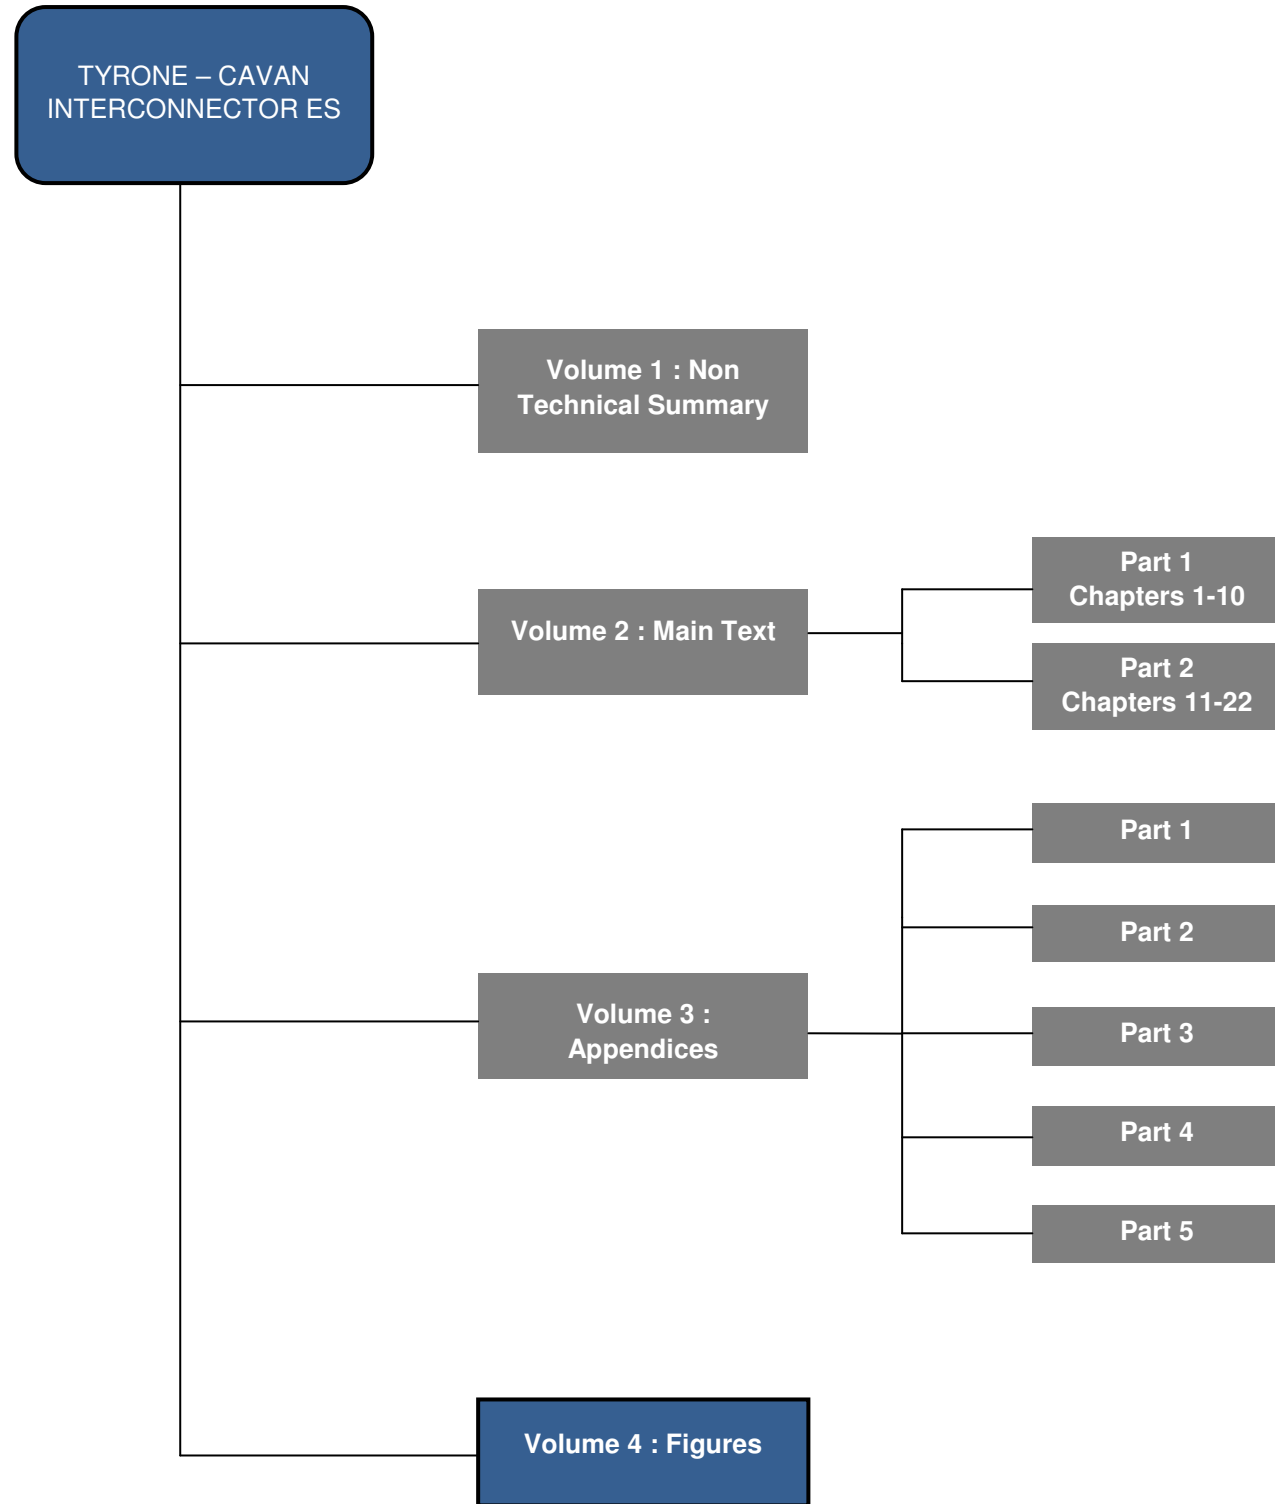 TYRONE – CAVAN
INTERCONNECTOR ES
Volume 1 : Non
Technical Summary
Volume 2 : Main Text
Part 1
Chapters 1-10
Part 2
Chapters 11-22
Volume 3 :
Appendices
Part 1
Part 2
Part 3
Part 4
Part 5
Volume 4 : Figures